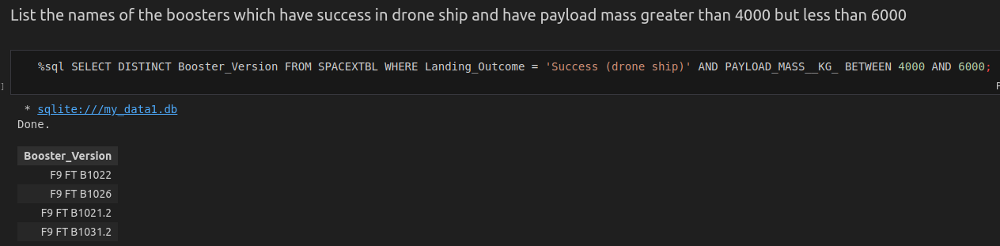 List the names of the boosters which have success in drone ship and have payload mass greater than 4000 but less than 6000
%sql SELECT DISTINCT Booster_Version FROM SPACEXTBL WHERE Landing_Outcome = 'Success (drone ship)' AND PAYLOAD_MASS__KG_ BETWEEN 4000 AND 6000;
]
* sqlite:///my_data1.db
Done.
Booster_Version
F9 FT B1022
F9 FT B1026
F9 FT B1021.2
F9 FT B1031.2